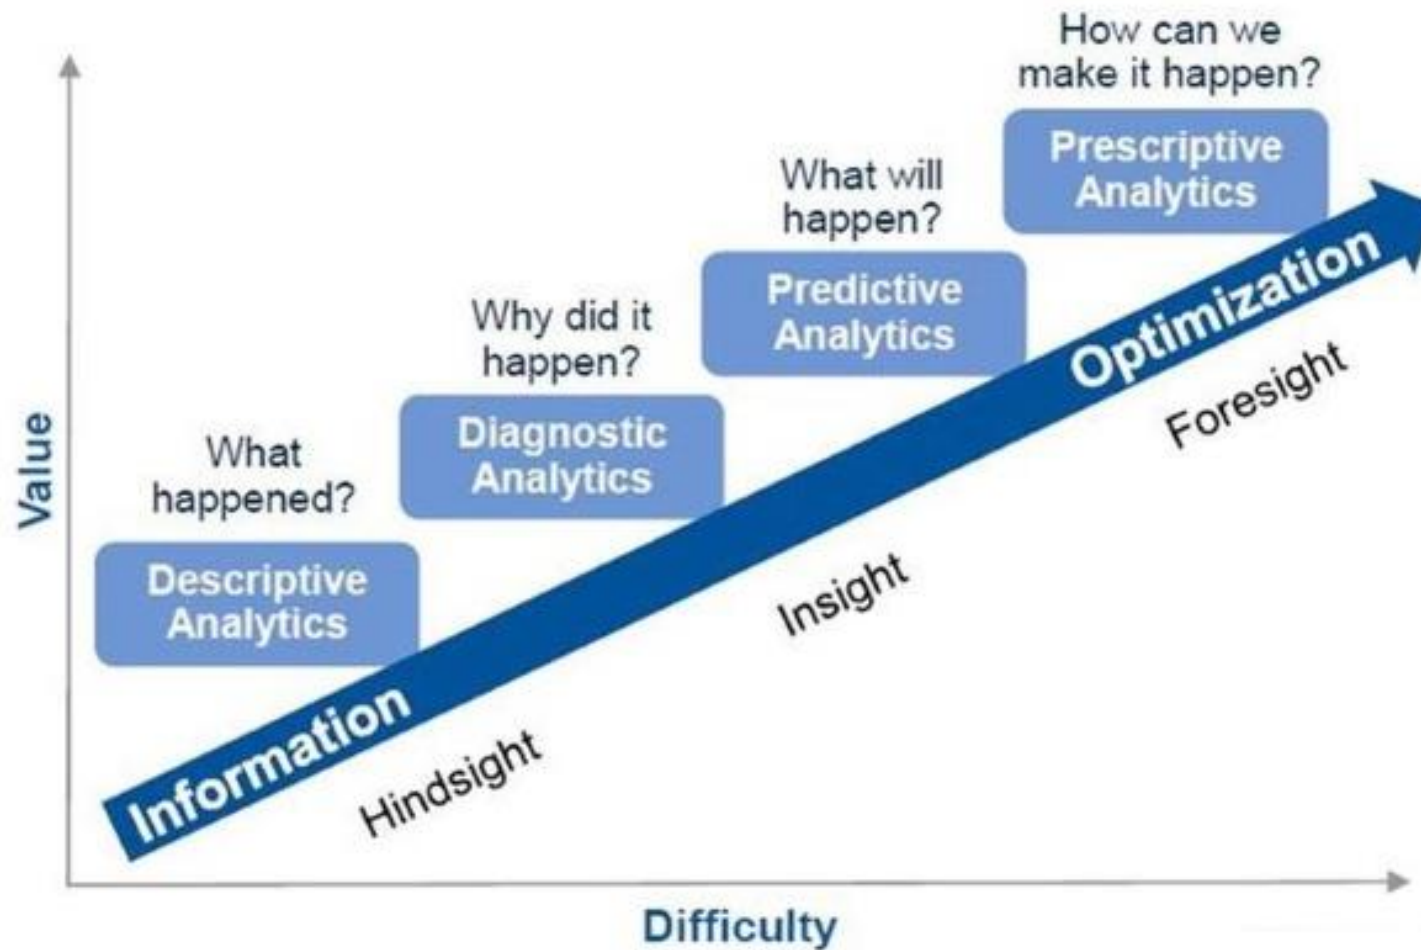 How can we
make it happen?
Prescriptive
Analytics
What will
happen?
Predictive
Analytics
Why did it
happen?
Diagnostic
Analytics
What
happened?
Descriptive
Analytics
Value
Information
Optimization
Hindsight
Insight
Foresight
Difficulty